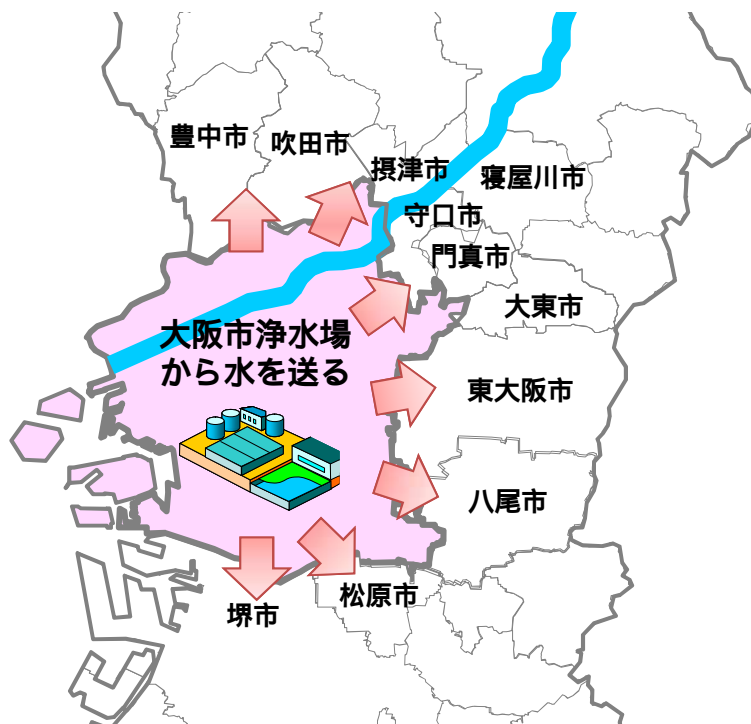 豊中市
吹田市
摂津市
寝屋川市
守口市
門真市
大東市
大阪市浄水場
から水を送る
東大阪市
八尾市
松原市
堺市